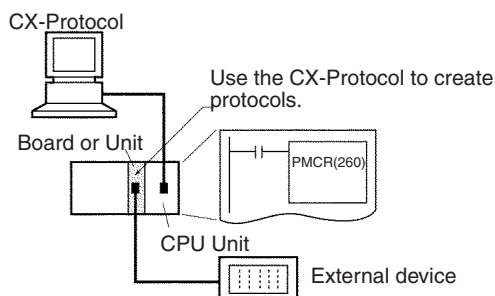 CX-Protocol
Use the CX-Protocol to create
protocols.
Board or Unit
PMCR(260)
CPU Unit
External device